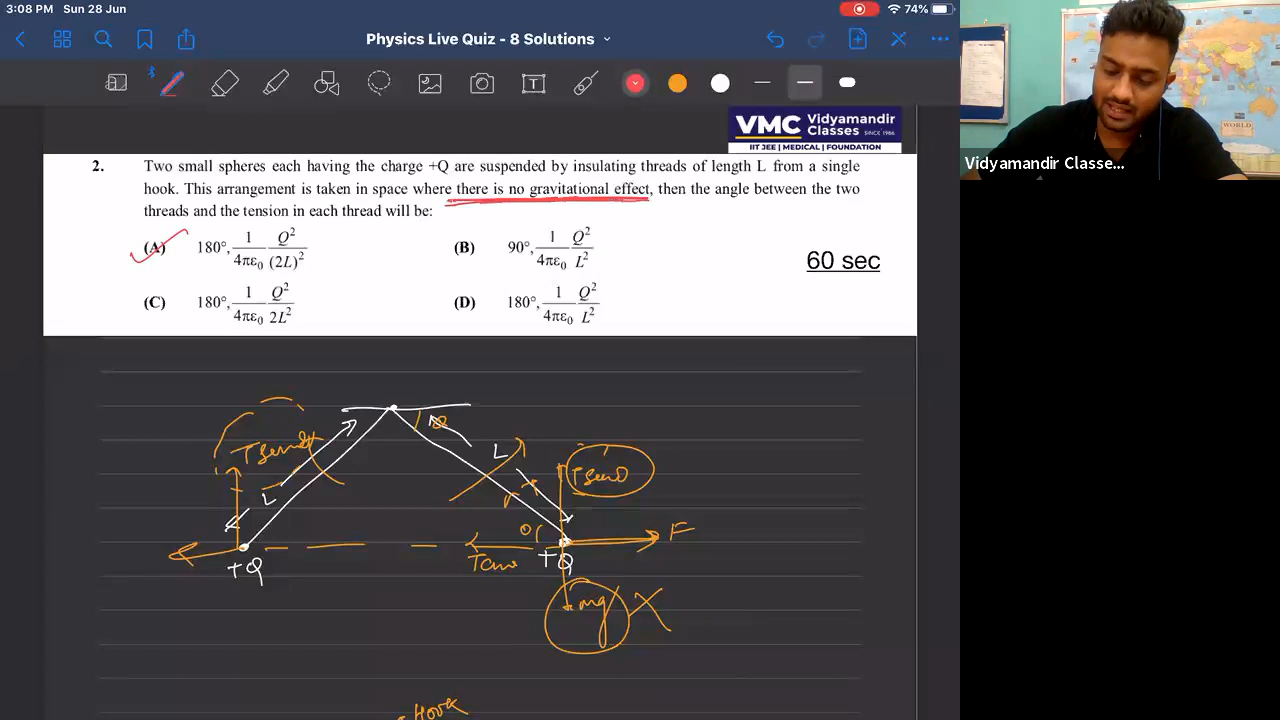 3:08 PM Sun 28 Jun
74%
Physics Live Quiz - 8 Solutions
VMC Vidyamandir Classes SINCE 1986
IIT JEE | MEDICAL | FOUNDATION
WORLD
Vidyamandir Classe...
2. Two small spheres each having the charge +Q are suspended by insulating threads of length L from a single
hook. This arrangement is taken in space where there is no gravitational effect, then the angle between the two
threads and the tension in each thread will be:
(A) 180°, 1/4πε₀ Q²/(2L)² (B) 90°, 1/4πε₀ Q²/L²
60 sec
(C) 180°, 1/4πε₀ Q²/2L² (D) 180°, 1/4πε₀ Q²/L²
θ
L
L
F
+Q
+Q
mg X
Hook